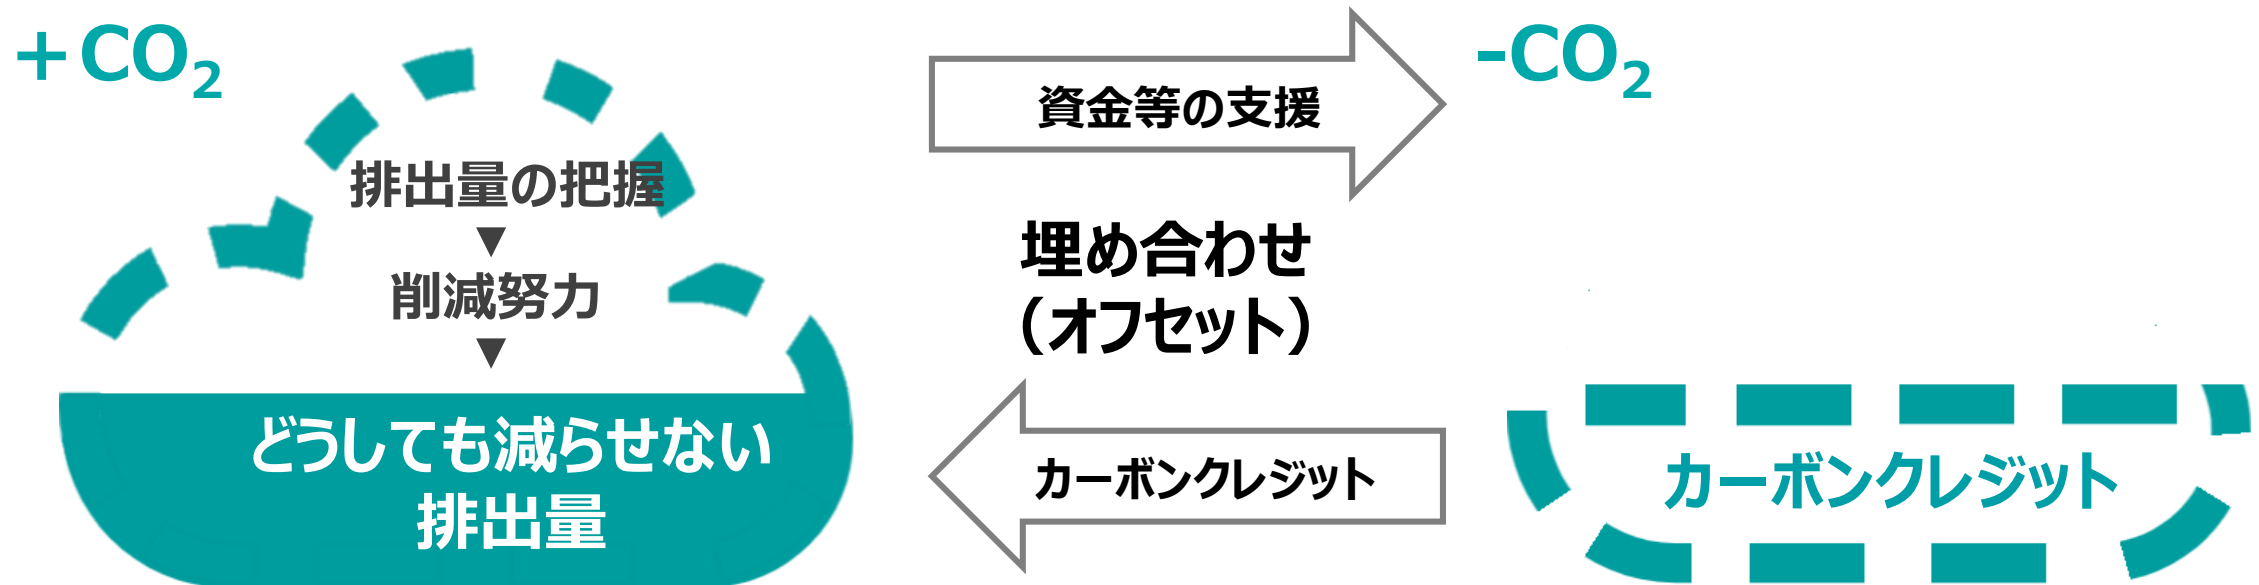 +CO₂
排出量の把握
▼
削減努力
▼
どうしても減らせない
排出量
資金等の支援
埋め合わせ
（オフセット）
カーボンクレジット
-CO₂
カーボンクレジット